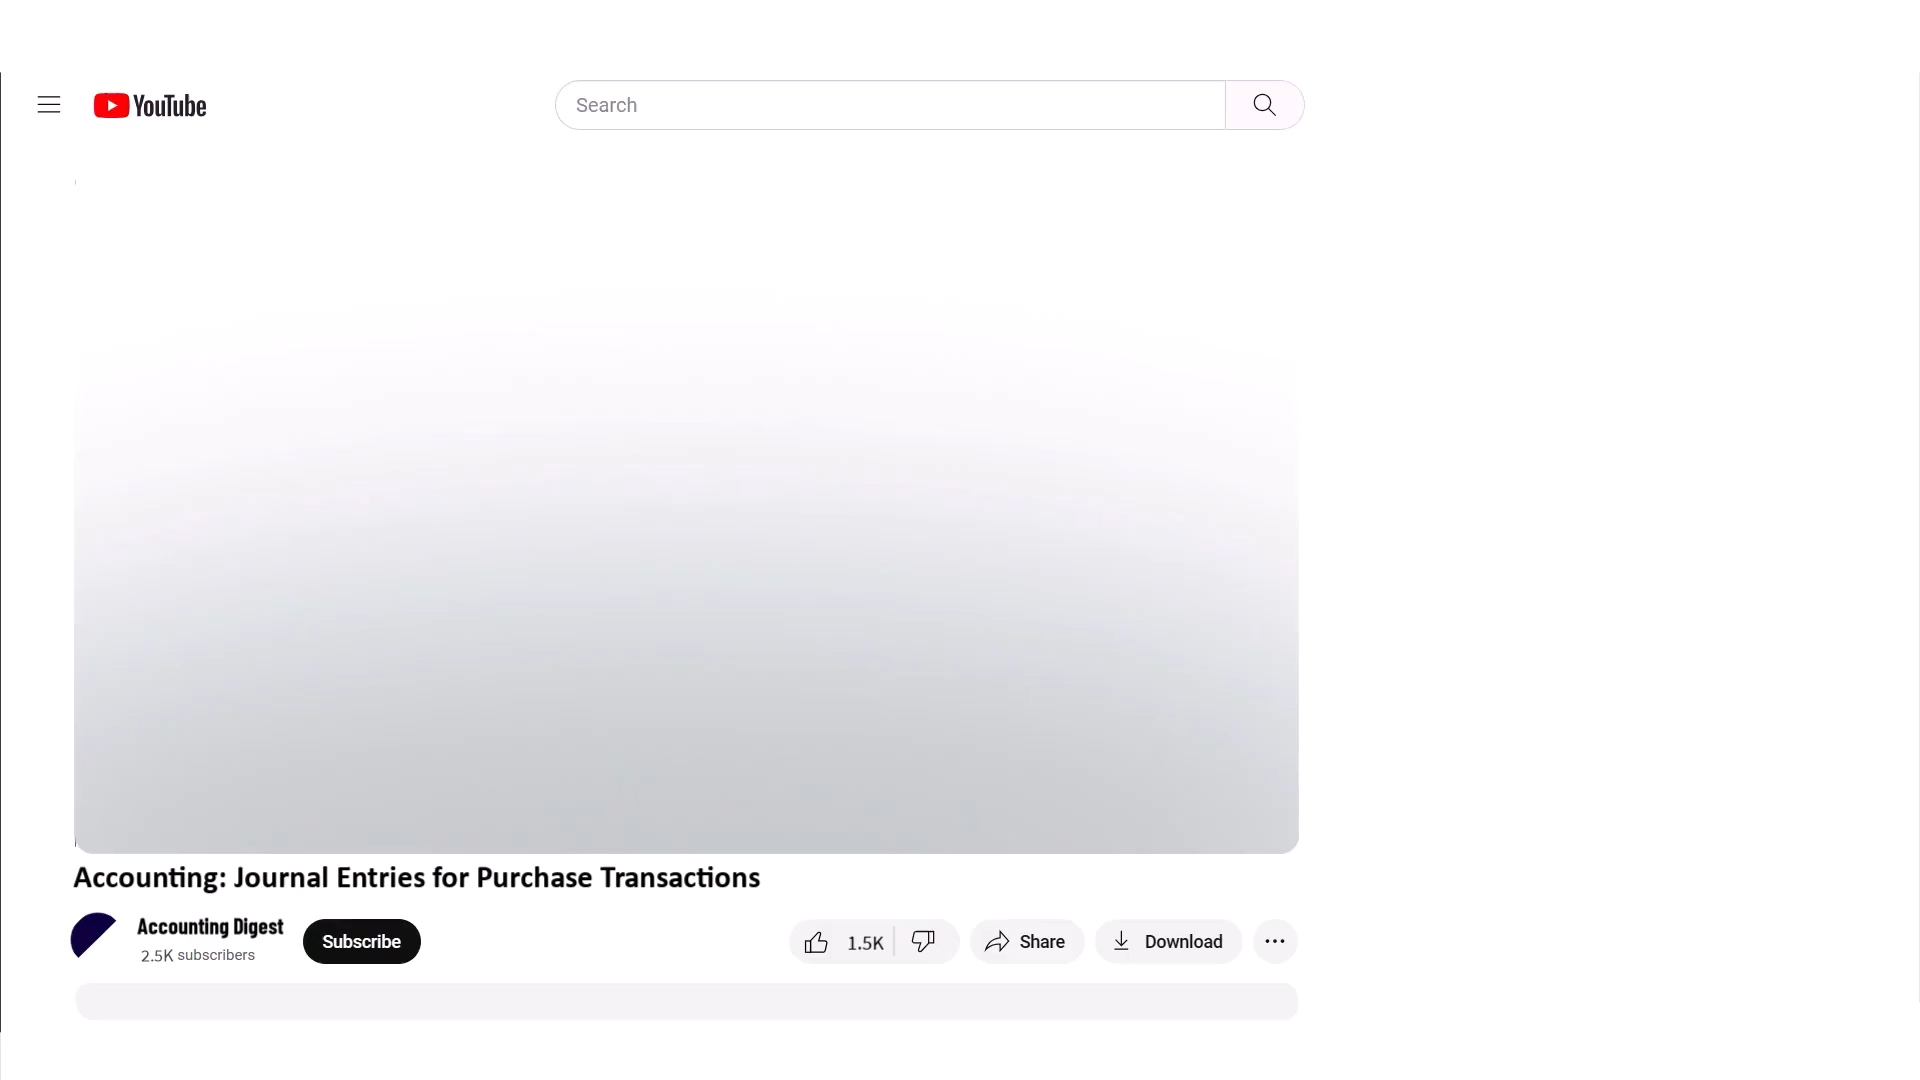 YouTube
Search
Accounting: Journal Entries for Purchase Transactions
Accounting Digest
2.5K subscribers
Subscribe
1.5K
Share
Download